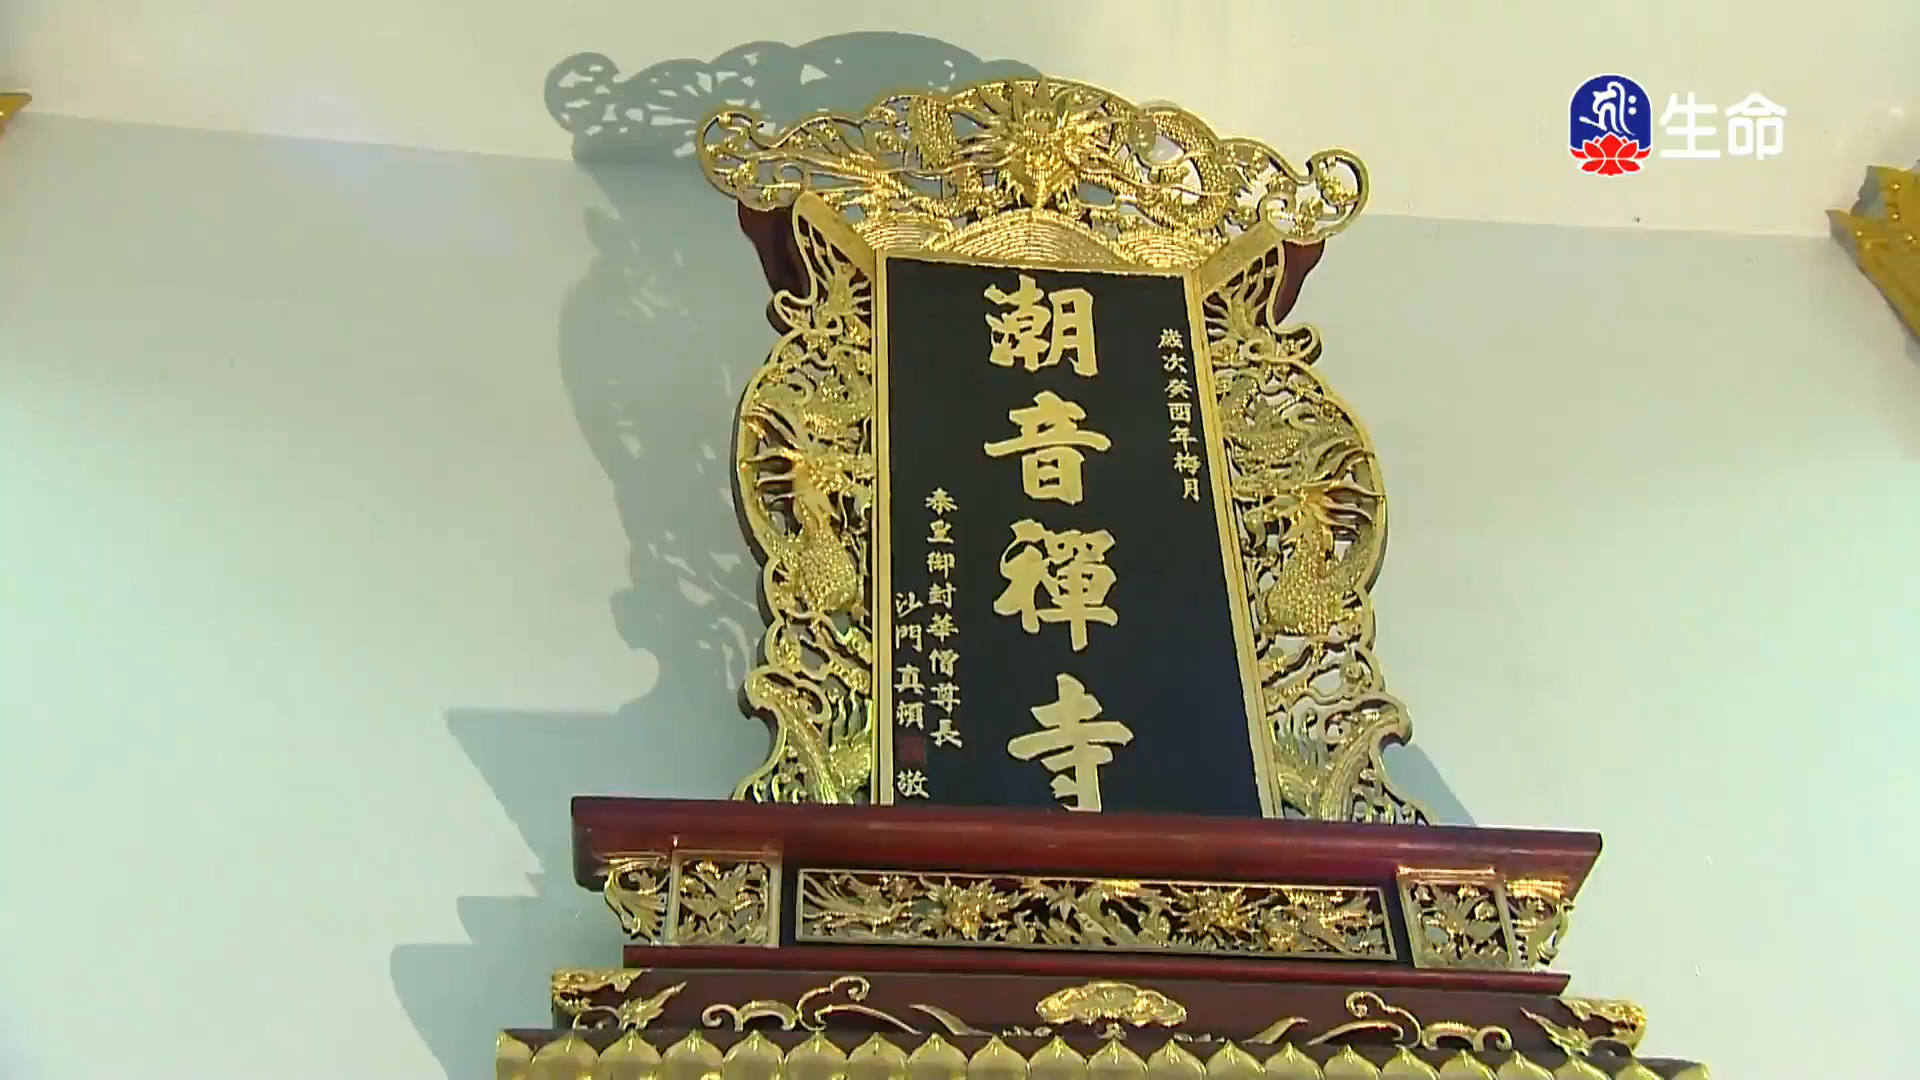 生命
歲次癸酉年梅月
潮音禪寺
泰皇御封華僧尊長
沙門真頓
敬